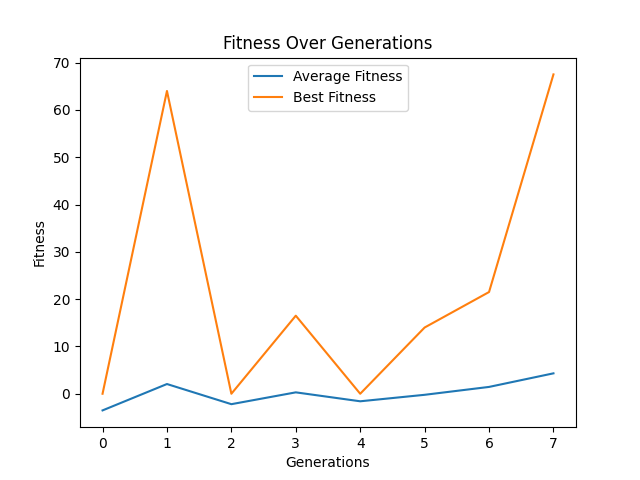 Fitness Over Generations
Average Fitness
Best Fitness
70
60
50
40
30
20
10
0
Fitness
0 1 2 3 4 5 6 7
Generations